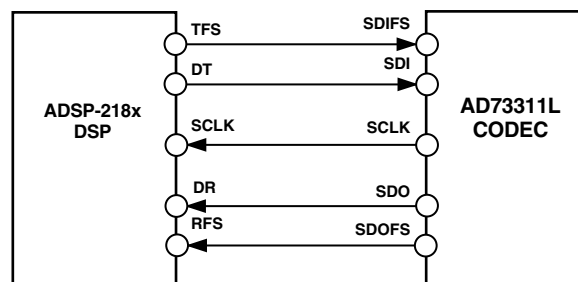 TFS
SDIFS
DT
SDI
ADSP-218x
DSP
SCLK
SCLK
AD73311L
CODEC
DR
SDO
RFS
SDOFS